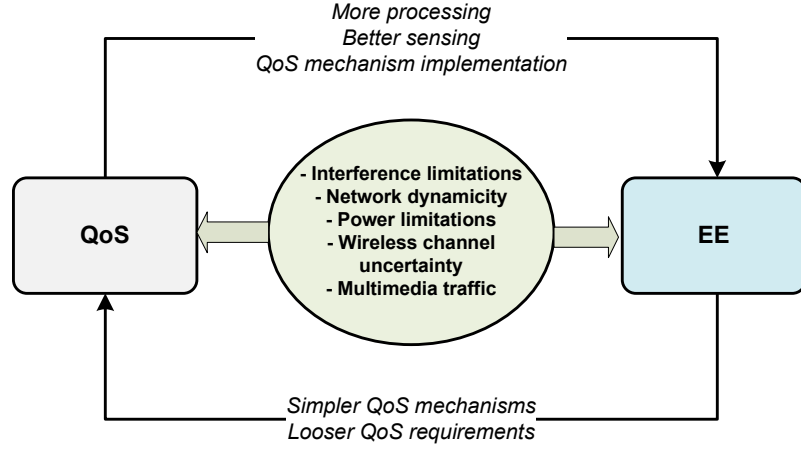 More processing
Better sensing
QoS mechanism implementation
- Interference limitations
- Network dynamicity
- Power limitations
- Wireless channel
uncertainty
- Multimedia traffic
QoS
EE
Simpler QoS mechanisms
Looser QoS requirements